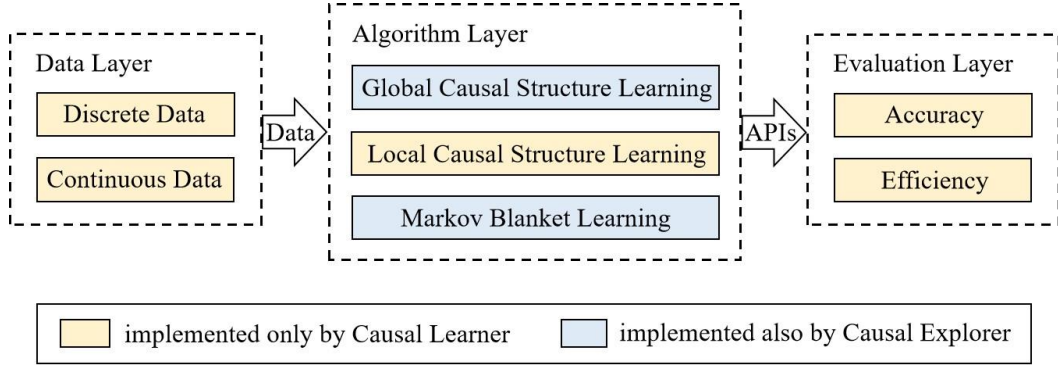 Data Layer
Discrete Data
Continuous Data
Data
Algorithm Layer
Global Causal Structure Learning
Local Causal Structure Learning
Markov Blanket Learning
APIs
Evaluation Layer
Accuracy
Efficiency
implemented only by Causal Learner
implemented also by Causal Explorer